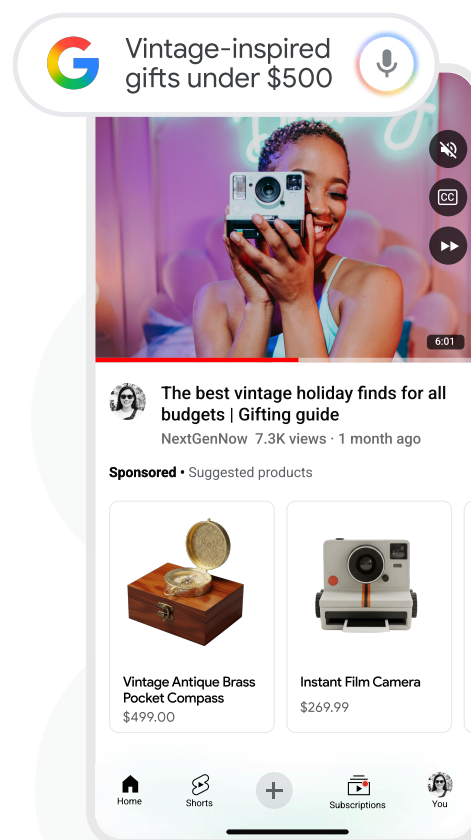 Vintage-inspired
gifts under $500
CC
6:01
The best vintage holiday finds for all
budgets | Gifting guide
NextGenNow 7.3K views · 1 month ago
Sponsored • Suggested products
Vintage Antique Brass
Pocket Compass
$499.00
Instant Film Camera
$269.99
Home
Shorts
Subscriptions
You